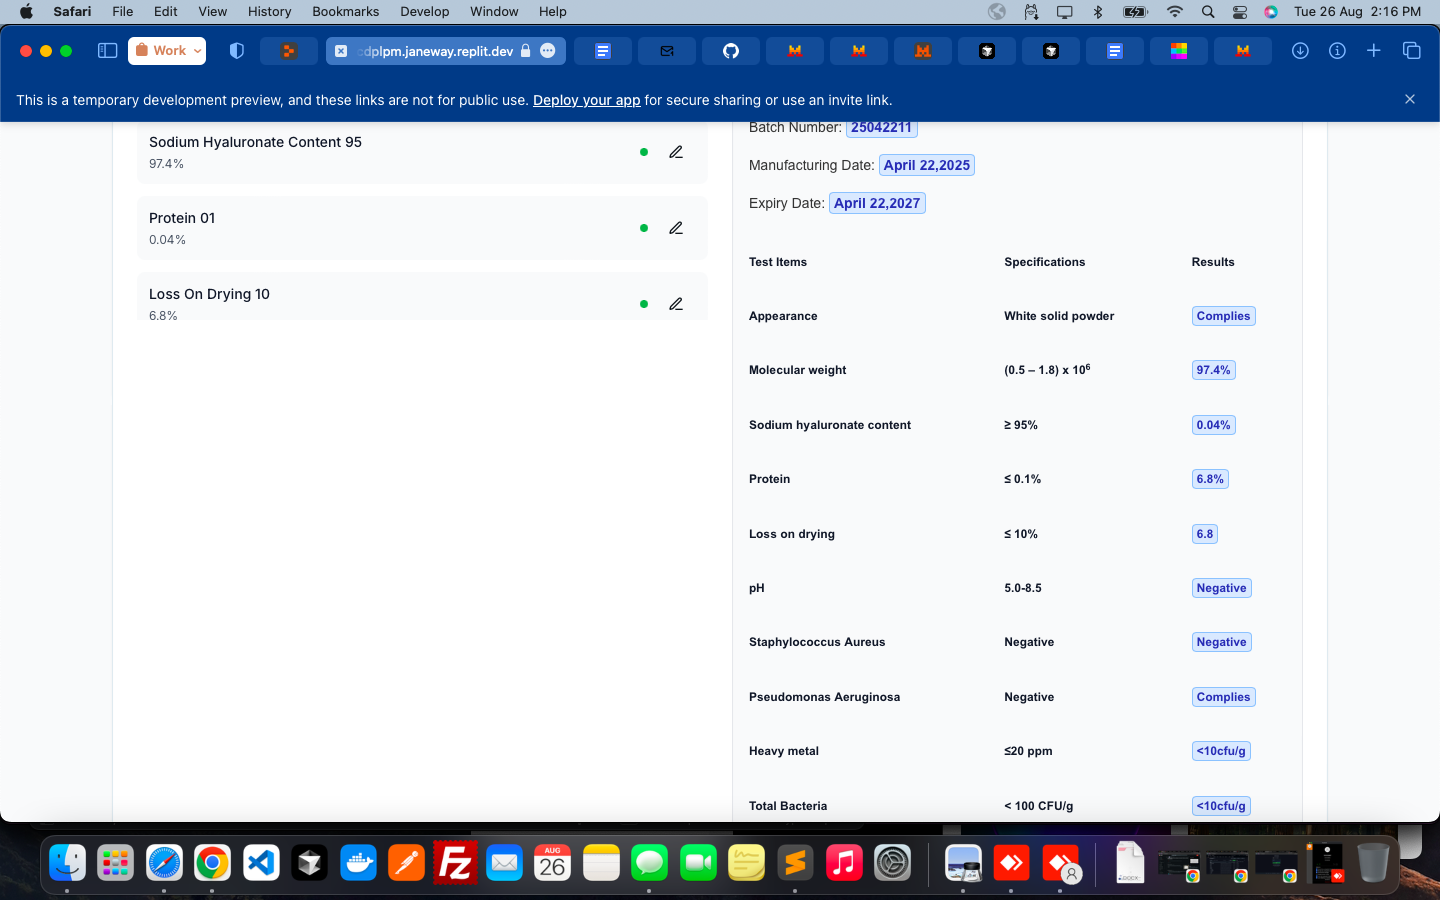 Safari File Edit View History Bookmarks Develop Window Help Tue 26 Aug 2:16 PM
Work cdplpm.janeway.replit.dev
This is a temporary development preview, and these links are not for public use. Deploy your app for secure sharing or use an invite link.
Sodium Hyaluronate Content 95
97.4%
Protein 01
0.04%
Loss On Drying 10
6.8%
Batch Number: 25042211
Manufacturing Date: April 22,2025
Expiry Date: April 22,2027
Test Items Specifications Results
Appearance White solid powder Complies
Molecular weight (0.5 – 1.8) x 10⁶ 97.4%
Sodium hyaluronate content ≥ 95% 0.04%
Protein ≤ 0.1% 6.8%
Loss on drying ≤ 10% 6.8
pH 5.0-8.5 Negative
Staphylococcus Aureus Negative Negative
Pseudomonas Aeruginosa Negative Complies
Heavy metal ≤20 ppm <10cfu/g
Total Bacteria < 100 CFU/g <10cfu/g
Fz
AUG
26